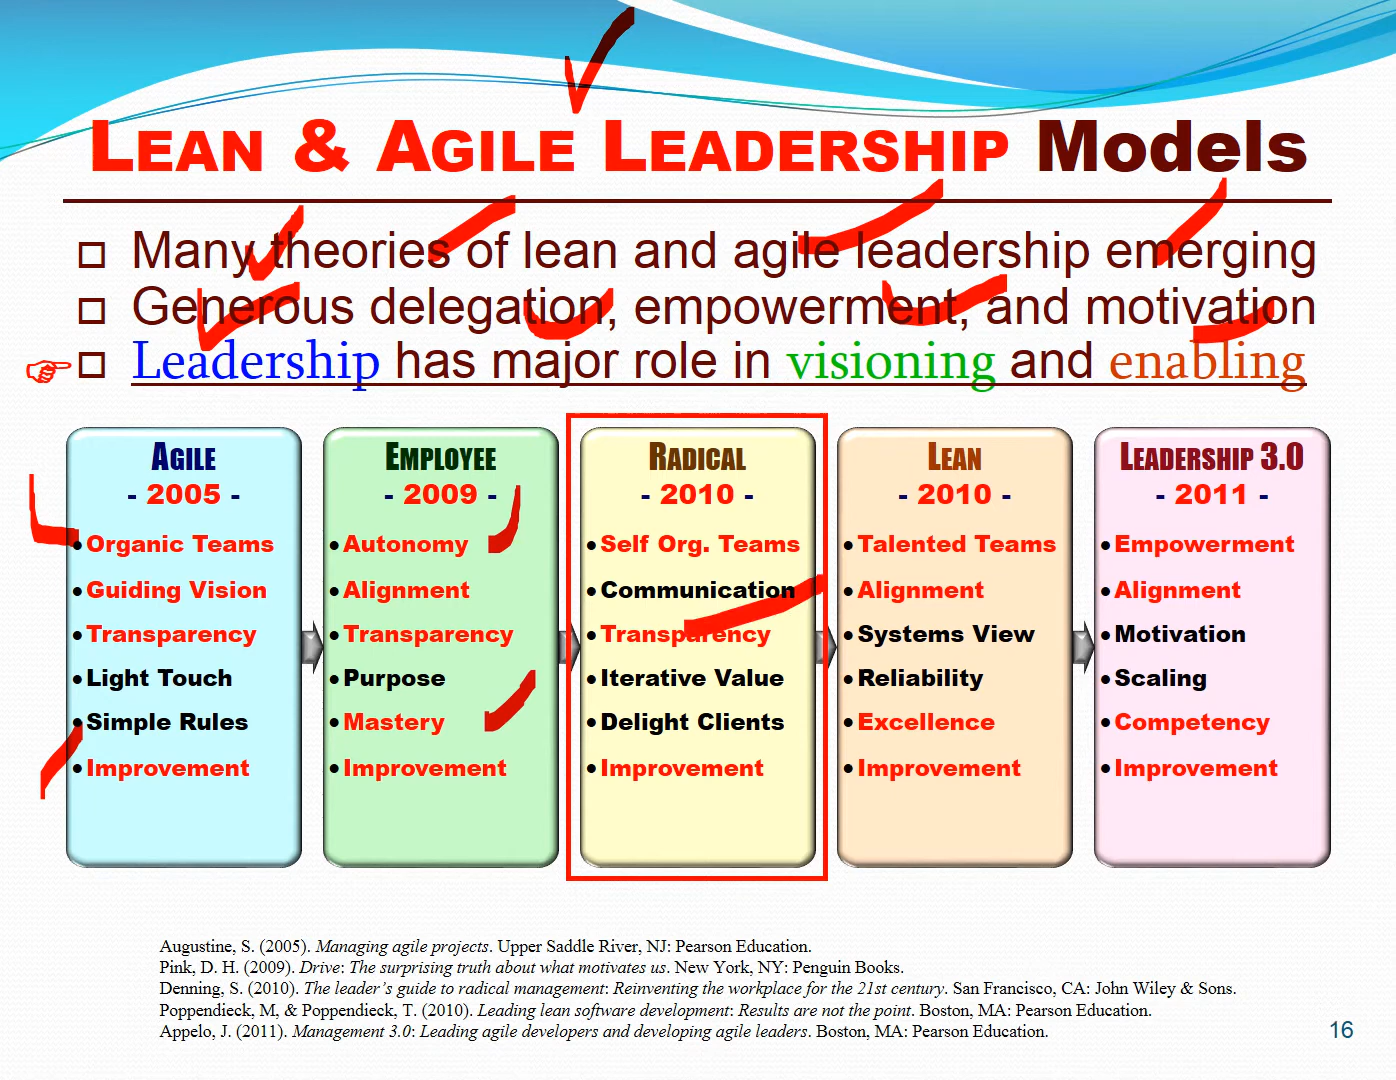 LEAN & AGILE LEADERSHIP Models
Many theories of lean and agile leadership emerging
Generous delegation, empowerment, and motivation
Leadership has major role in visioning and enabling
AGILE
- 2005 -
Organic Teams
Guiding Vision
Transparency
Light Touch
Simple Rules
Improvement
EMPLOYEE
- 2009 -
Autonomy
Alignment
Transparency
Purpose
Mastery
Improvement
RADICAL
- 2010 -
Self Org. Teams
Communication
Transparency
Iterative Value
Delight Clients
Improvement
LEAN
- 2010 -
Talented Teams
Alignment
Systems View
Reliability
Excellence
Improvement
LEADERSHIP 3.0
- 2011 -
Empowerment
Alignment
Motivation
Scaling
Competency
Improvement
Augustine, S. (2005). Managing agile projects. Upper Saddle River, NJ: Pearson Education.
Pink, D. H. (2009). Drive: The surprising truth about what motivates us. New York, NY: Penguin Books.
Denning, S. (2010). The leader's guide to radical management: Reinventing the workplace for the 21st century. San Francisco, CA: John Wiley & Sons.
Poppendieck, M, & Poppendieck, T. (2010). Leading lean software development: Results are not the point. Boston, MA: Pearson Education.
Appelo, J. (2011). Management 3.0: Leading agile developers and developing agile leaders. Boston, MA: Pearson Education.
16